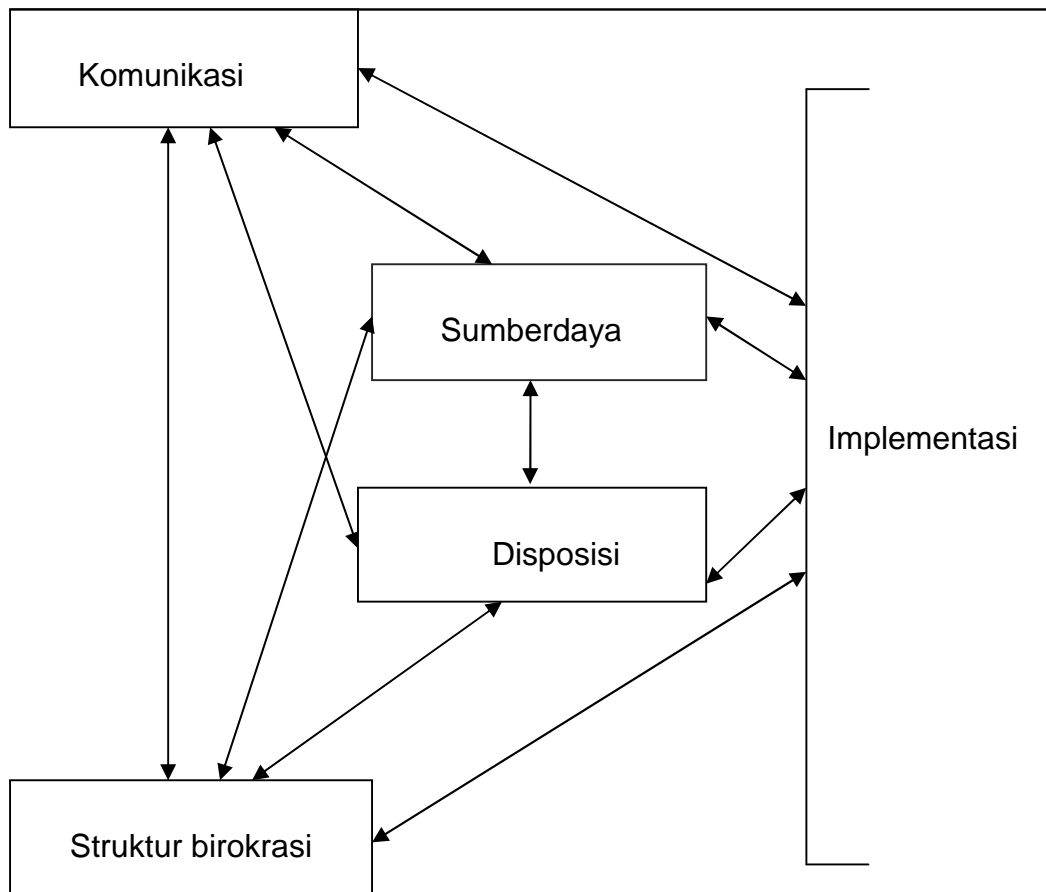 Komunikasi
Sumberdaya
Implementasi
Disposisi
Struktur birokrasi